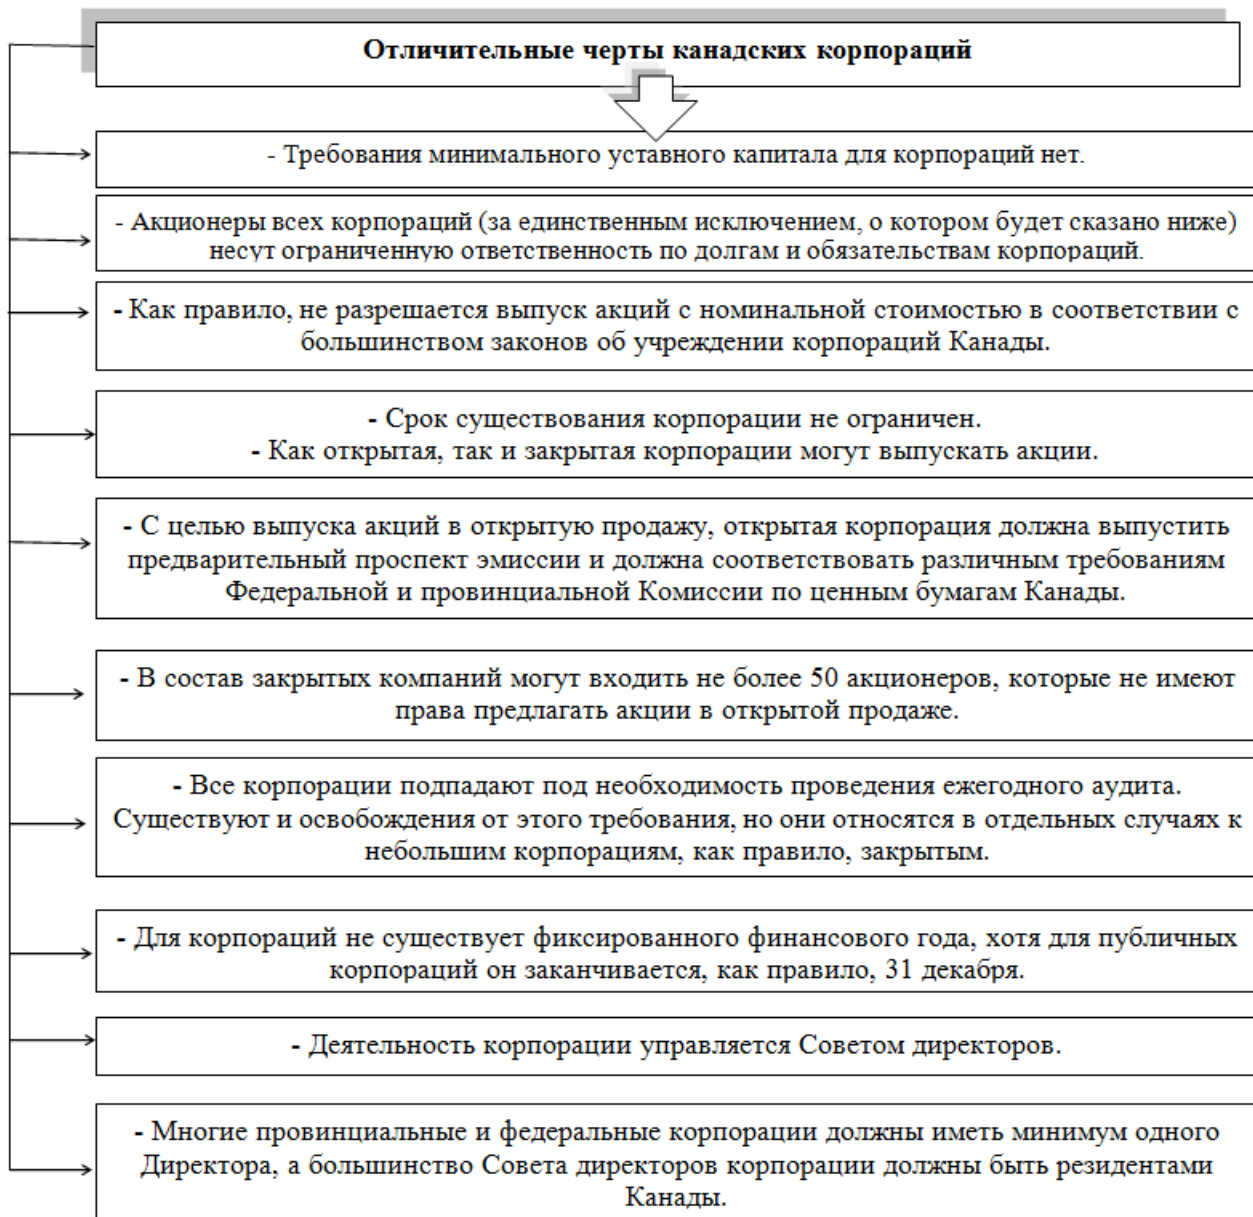 Отличительные черты канадских корпораций
- Требования минимального уставного капитала для корпораций нет.
- Акционеры всех корпораций (за единственным исключением, о котором будет сказано ниже)
несут ограниченную ответственность по долгам и обязательствам корпораций.
- Как правило, не разрешается выпуск акций с номинальной стоимостью в соответствии с
большинством законов об учреждении корпораций Канады.
- Срок существования корпорации не ограничен.
- Как открытая, так и закрытая корпорации могут выпускать акции.
- С целью выпуска акций в открытую продажу, открытая корпорация должна выпустить
предварительный проспект эмиссии и должна соответствовать различным требованиям
Федеральной и провинциальной Комиссии по ценным бумагам Канады.
- В состав закрытых компаний могут входить не более 50 акционеров, которые не имеют
права предлагать акции в открытой продаже.
- Все корпорации подпадают под необходимость проведения ежегодного аудита.
Существуют и освобождения от этого требования, но они относятся в отдельных случаях к
небольшим корпорациям, как правило, закрытым.
- Для корпораций не существует фиксированного финансового года, хотя для публичных
корпораций он заканчивается, как правило, 31 декабря.
- Деятельность корпорации управляется Советом директоров.
- Многие провинциальные и федеральные корпорации должны иметь минимум одного
Директора, а большинство Совета директоров корпорации должны быть резидентами
Канады.